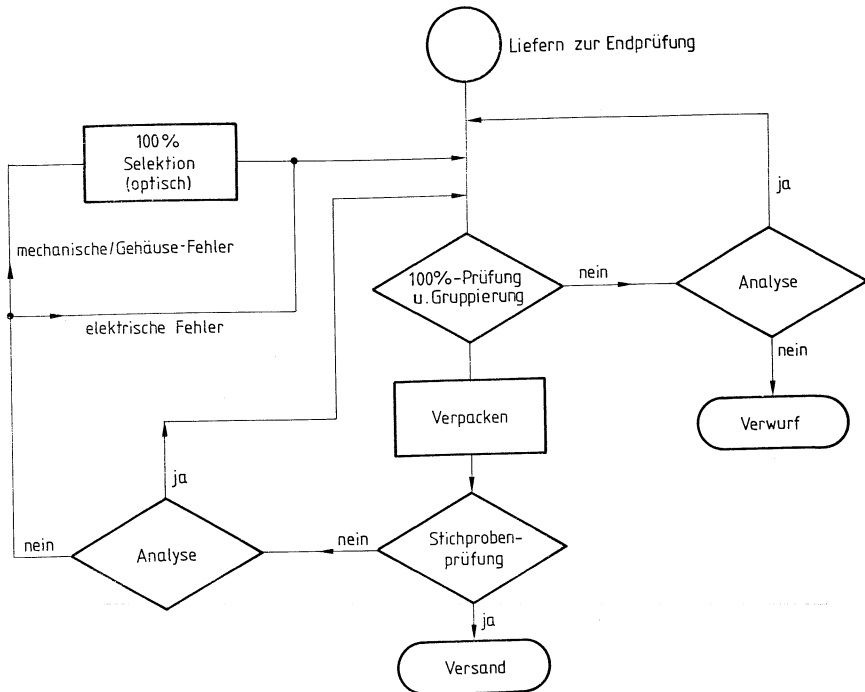 Liefern zur Endprüfung
100%
Selektion
(optisch)
ja
mechanische/Gehäuse-Fehler
100%-Prüfung
u. Gruppierung
nein
Analyse
elektrische Fehler
nein
Verpacken
Verwurf
ja
nein
Analyse
nein
Stichproben-
prüfung
ja
Versand